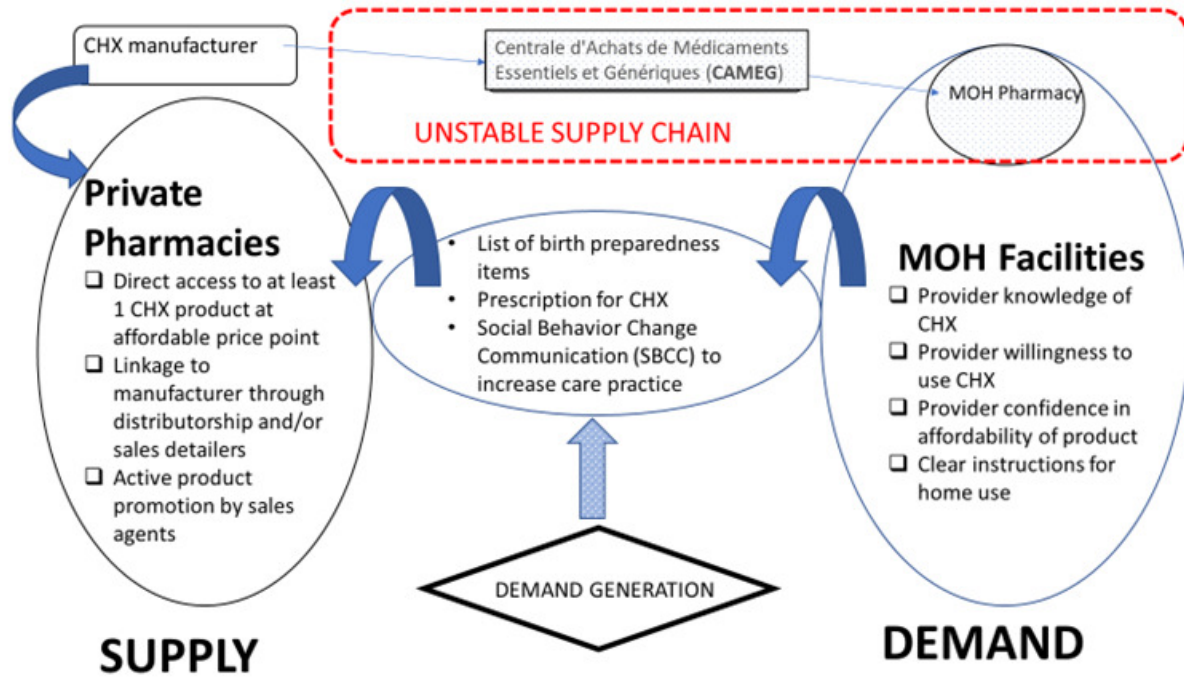 CHX manufacturer
Centrale d'Achats de Médicaments
Essentiels et Génériques (CAMEG)
MOH Pharmacy
UNSTABLE SUPPLY CHAIN
Private
Pharmacies
❑ Direct access to at least
1 CHX product at
affordable price point
❑ Linkage to
manufacturer through
distributorship and/or
sales detailers
❑ Active product
promotion by sales
agents
• List of birth preparedness
items
• Prescription for CHX
• Social Behavior Change
Communication (SBCC) to
increase care practice
MOH Facilities
❑ Provider knowledge of
CHX
❑ Provider willingness to
use CHX
❑ Provider confidence in
affordability of product
❑ Clear instructions for
home use
DEMAND GENERATION
SUPPLY
DEMAND